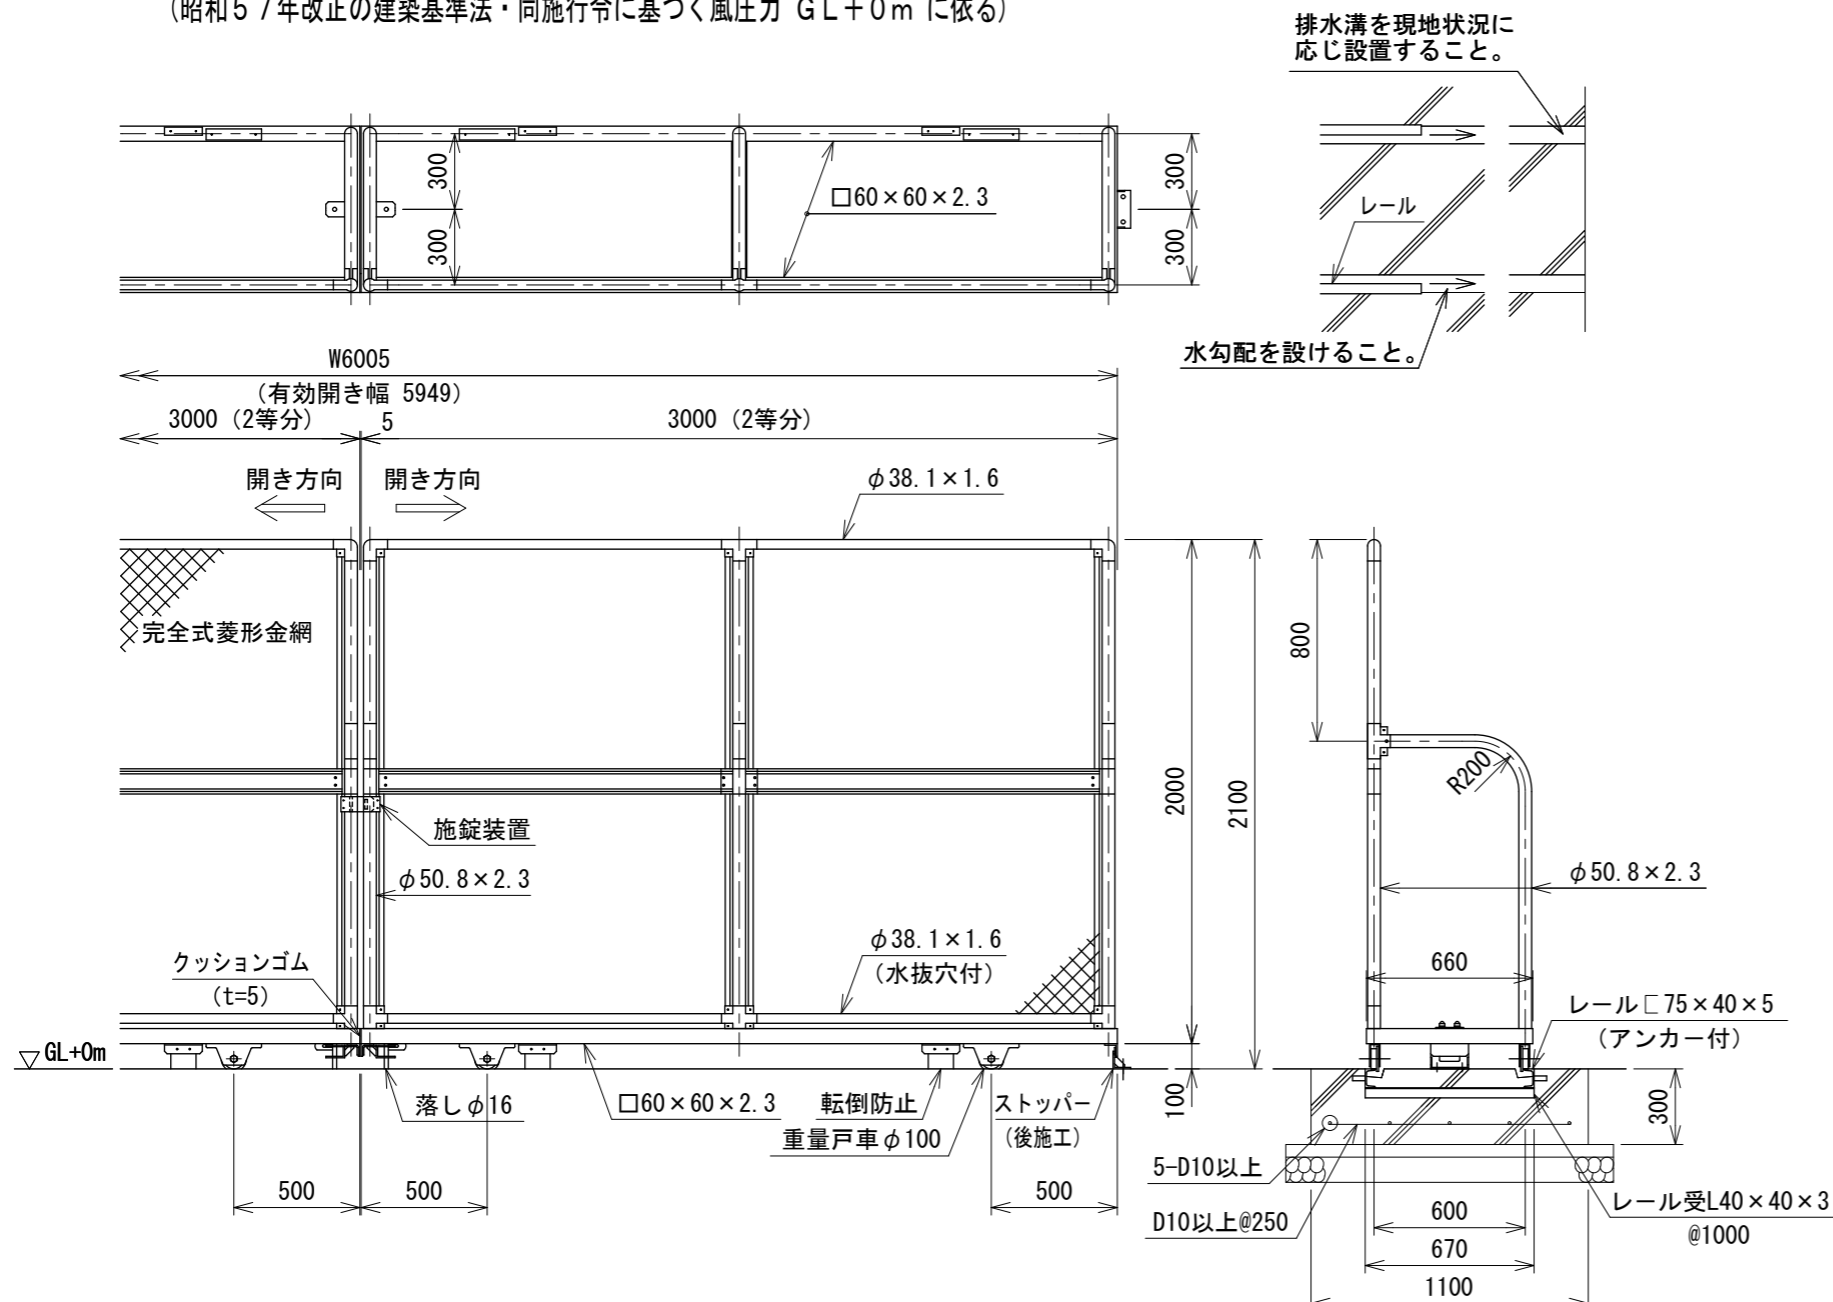 (昭和57年改正の建築基準法・同施行令に基づく風圧力 GL+0m に依る)
排水溝を現地状況に
応じ設置すること。
300
300
□60×60×2.3
300
300
レール
水勾配を設けること。
W6005
(有効開き幅 5949)
3000 (2等分)
5
3000 (2等分)
開き方向
開き方向
φ38.1×1.6
完全式菱形金網
800
R200
2000
2100
施錠装置
φ50.8×2.3
φ50.8×2.3
φ38.1×1.6
(水抜穴付)
クッションゴム
(t=5)
660
レール⊏75×40×5
(アンカー付)
▽GL+0m
落しφ16
□60×60×2.3
転倒防止
重量戸車φ100
ストッパー
(後施工)
100
300
5-D10以上
D10以上@250
500
500
500
レール受L40×40×3
@1000
600
670
1100